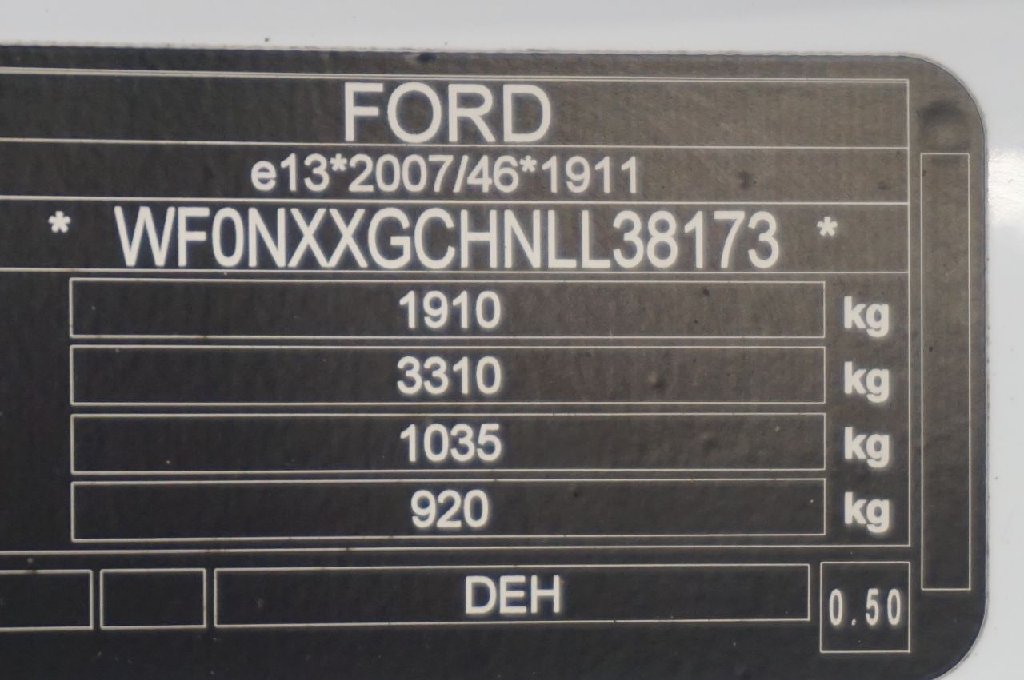 FORD
e13*2007/46*1911
* WF0NXXGCHNLL38173 *
1910 kg
3310 kg
1035 kg
920 kg
DEH 0.50